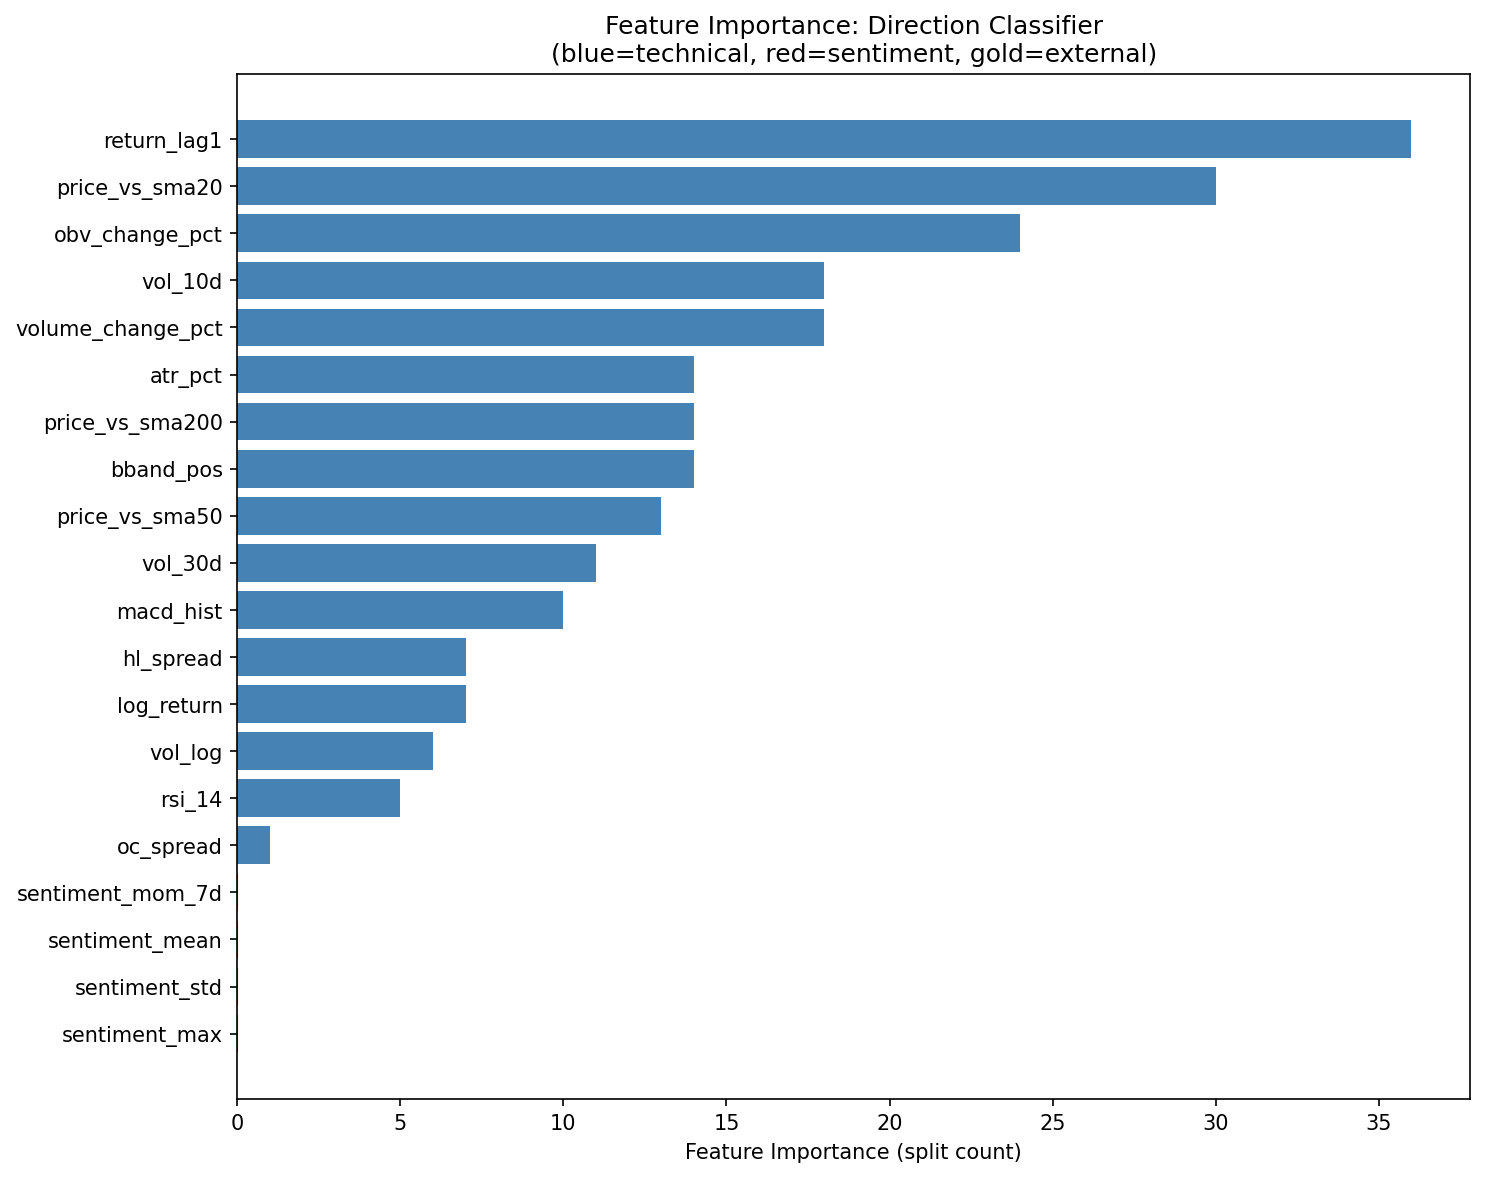 Feature Importance: Direction Classifier
(blue=technical, red=sentiment, gold=external)
return_lag1
price_vs_sma20
obv_change_pct
vol_10d
volume_change_pct
atr_pct
price_vs_sma200
bband_pos
price_vs_sma50
vol_30d
macd_hist
hl_spread
log_return
vol_log
rsi_14
oc_spread
sentiment_mom_7d
sentiment_mean
sentiment_std
sentiment_max
0 5 10 15 20 25 30 35
Feature Importance (split count)